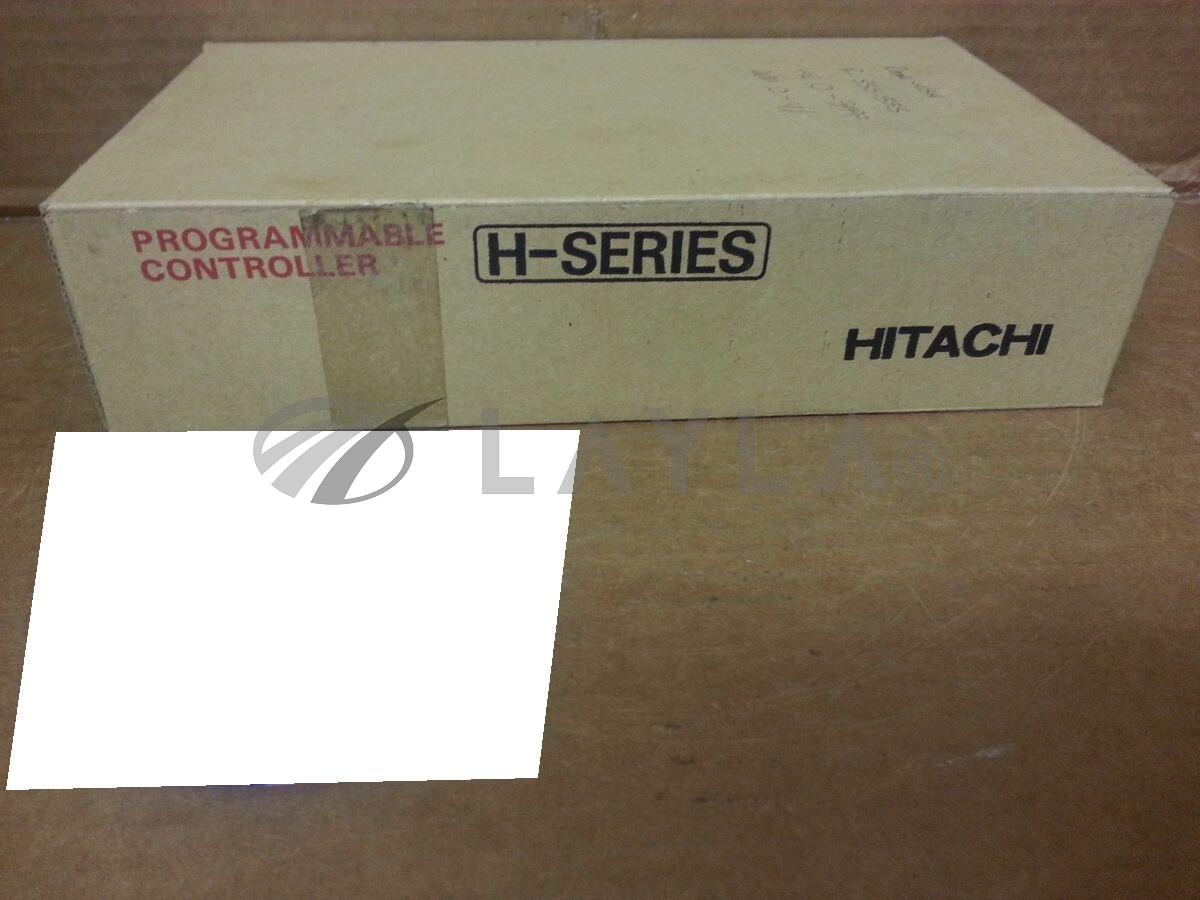 PROGRAMMABLE
CONTROLLER
H-SERIES
HITACHI
LAYLA®